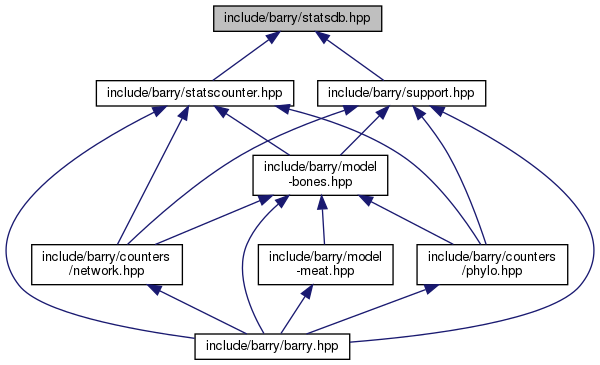 include/barry/statsdb.hpp
include/barry/statscounter.hpp
include/barry/support.hpp
include/barry/model
-bones.hpp
include/barry/counters
/network.hpp
include/barry/model
-meat.hpp
include/barry/counters
/phylo.hpp
include/barry/barry.hpp